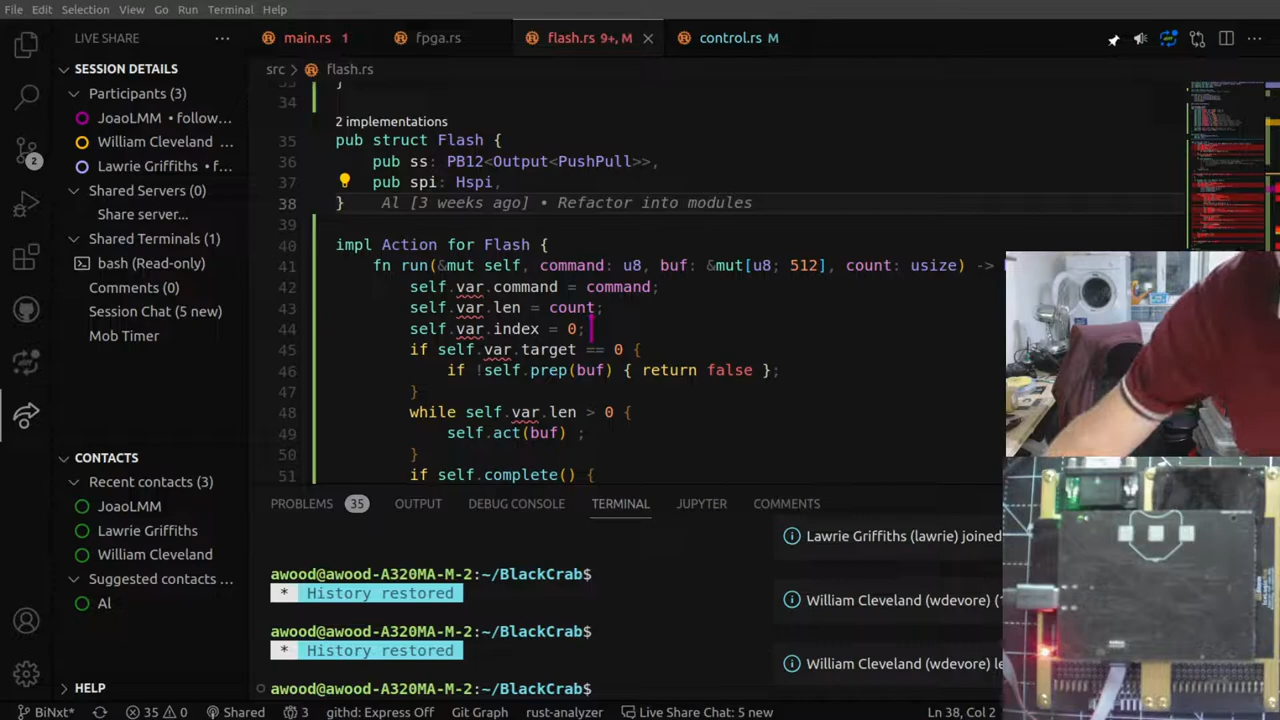 File Edit Selection View Go Run Terminal Help
LIVE SHARE ···
main.rs 1
fpga.rs
flash.rs 9+, M
control.rs M
SESSION DETAILS
src > flash.rs
Participants (3)
JoaoLMM • follow...
William Cleveland
Lawrie Griffiths • f...
Shared Servers (0)
Share server...
Shared Terminals (1)
bash (Read-only)
Comments (0)
Session Chat (5 new)
Mob Timer
CONTACTS
Recent contacts (3)
JoaoLMM
Lawrie Griffiths
William Cleveland
Suggested contacts ...
Al
HELP
33 }
34
2 implementations
35 pub struct Flash {
36 pub ss: PB12<Output<PushPull>>,
37 pub spi: Hspi,
38 } Al [3 weeks ago] • Refactor into modules
39
40 impl Action for Flash {
41 fn run(&mut self, command: u8, buf: &mut[u8; 512], count: usize) ->
42 self.var.command = command;
43 self.var.len = count;
44 self.var.index = 0;
45 if self.var.target == 0 {
46 if !self.prep(buf) { return false };
47 }
48 while self.var.len > 0 {
49 self.act(buf) ;
50 }
51 if self.complete() {
PROBLEMS 35 OUTPUT DEBUG CONSOLE TERMINAL JUPYTER COMMENTS
awood@awood-A320MA-M-2:~/BlackCrab$
* History restored
awood@awood-A320MA-M-2:~/BlackCrab$
* History restored
awood@awood-A320MA-M-2:~/BlackCrab$
Lawrie Griffiths (lawrie) joined
William Cleveland (wdevore) (
William Cleveland (wdevore) le
2
BiNxt* 35 0 Shared 3 githd: Express Off Git Graph rust-analyzer Live Share Chat: 5 new Ln 38, Col 2